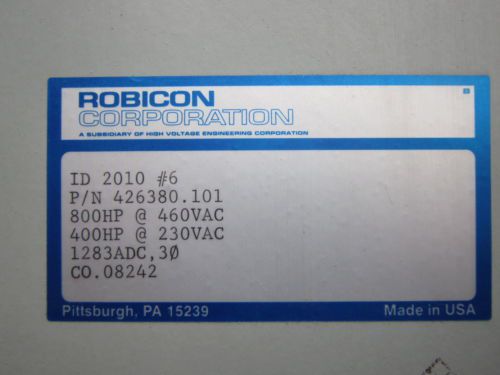 ROBICON
CORPORATION
A SUBSIDIARY OF HIGH VOLTAGE ENGINEERING CORPORATION
ID 2010 #6
P/N 426380.101
800HP @ 460VAC
400HP @ 230VAC
1283ADC,3Ø
CO.08242
Pittsburgh, PA 15239
Made in USA